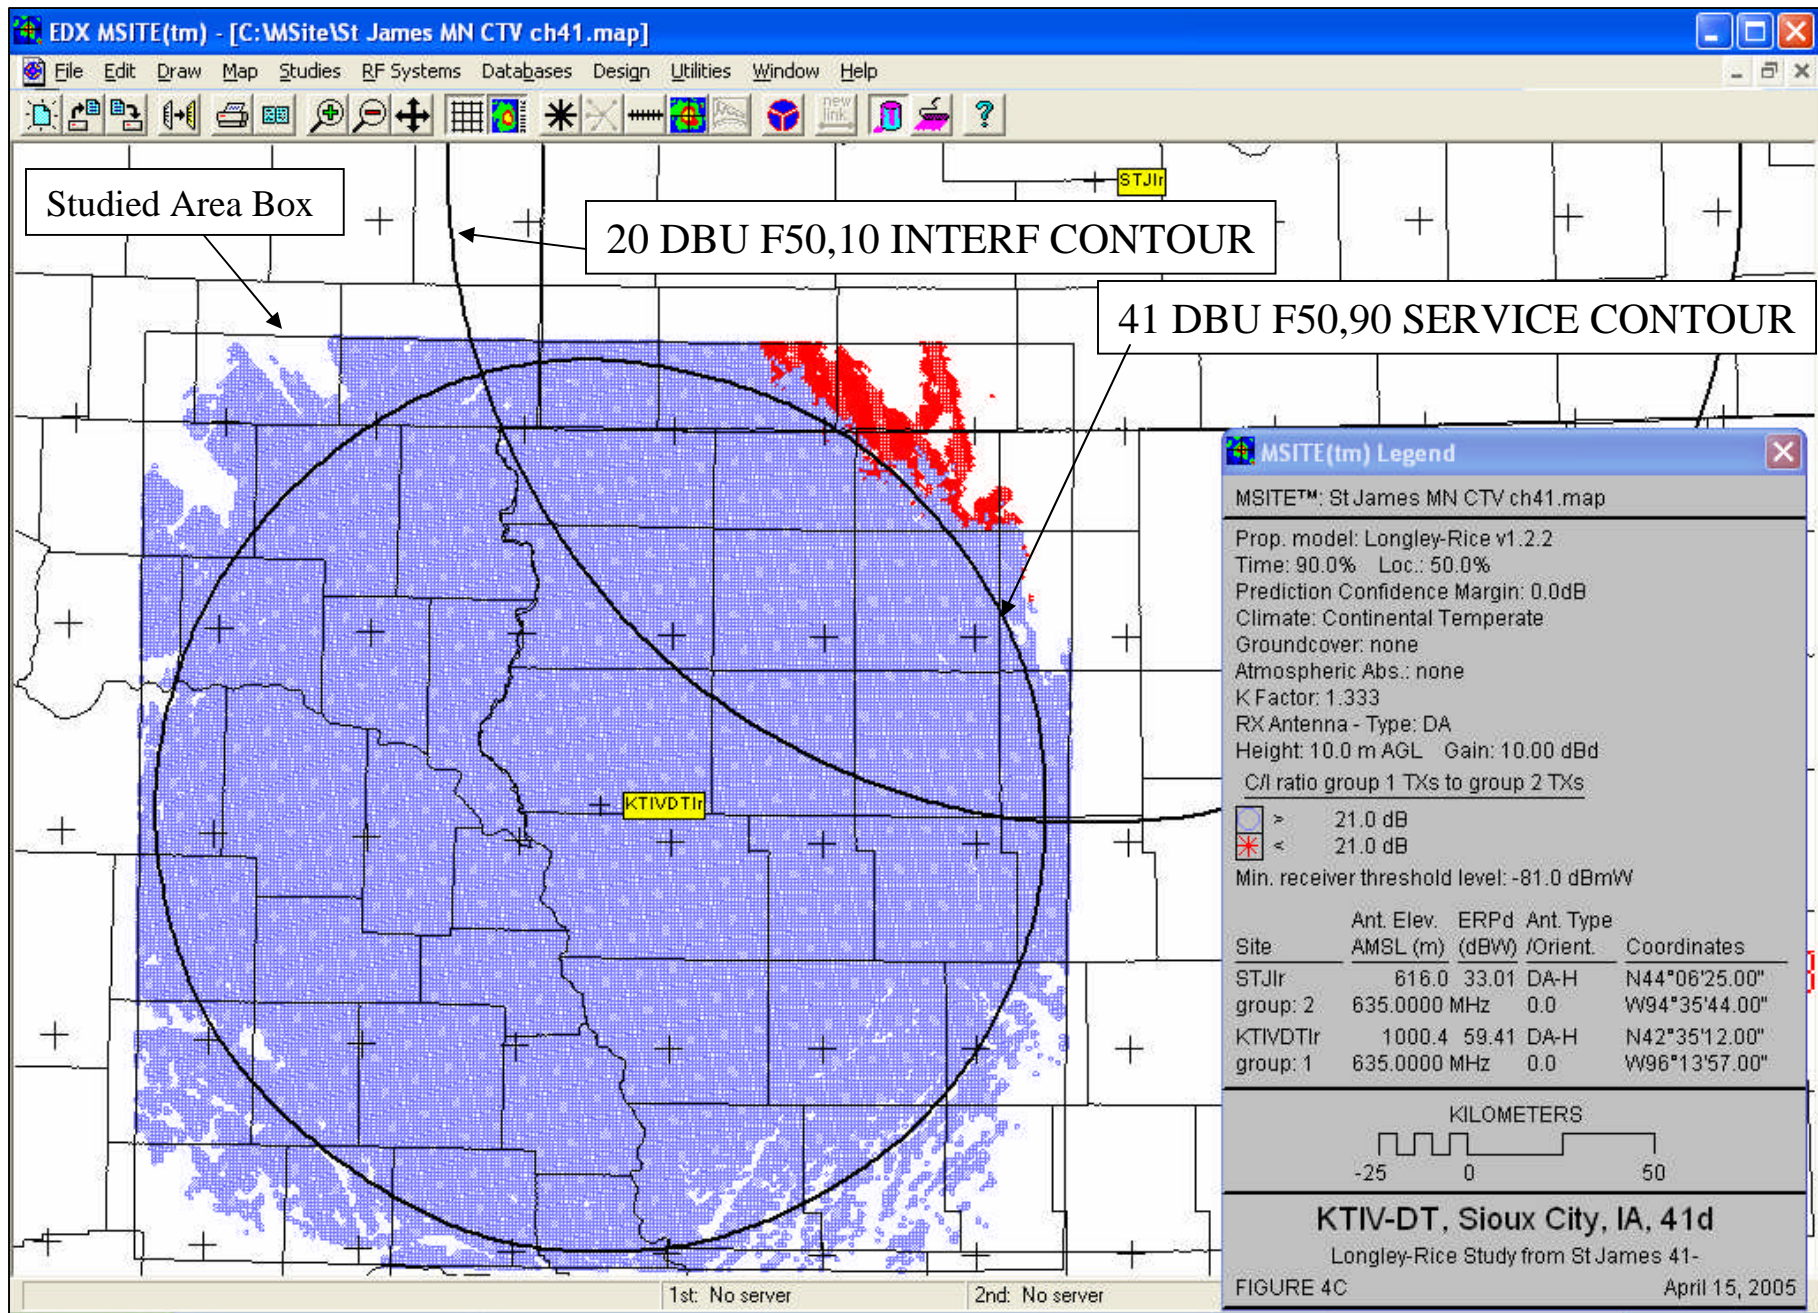 EDX MSITE(tm) - [C:\MSite\St James MN CTV ch41.map]
File Edit Draw Map Studies RF Systems Databases Design Utilities Window Help
new link
?
STJlr
Studied Area Box
20 DBU F50,10 INTERF CONTOUR
41 DBU F50,90 SERVICE CONTOUR
KTIVDTlr
MSITE(tm) Legend
MSITE™: St James MN CTV ch41.map
Prop. model: Longley-Rice v1.2.2
Time: 90.0% Loc.: 50.0%
Prediction Confidence Margin: 0.0dB
Climate: Continental Temperate
Groundcover: none
Atmospheric Abs.: none
K Factor: 1.333
RX Antenna - Type: DA
Height: 10.0 m AGL Gain: 10.00 dBd
C/I ratio group 1 TXs to group 2 TXs
> 21.0 dB
< 21.0 dB
Min. receiver threshold level: -81.0 dBmW
Ant. Elev. ERPd Ant. Type
Site AMSL (m) (dBW) /Orient. Coordinates
STJlr 616.0 33.01 DA-H N44°06'25.00"
group: 2 635.0000 MHz 0.0 W94°35'44.00"
KTIVDTlr 1000.4 59.41 DA-H N42°35'12.00"
group: 1 635.0000 MHz 0.0 W96°13'57.00"
KILOMETERS
-25 0 50
KTIV-DT, Sioux City, IA, 41d
Longley-Rice Study from St James 41-
FIGURE 4C April 15, 2005
1st: No server 2nd: No server